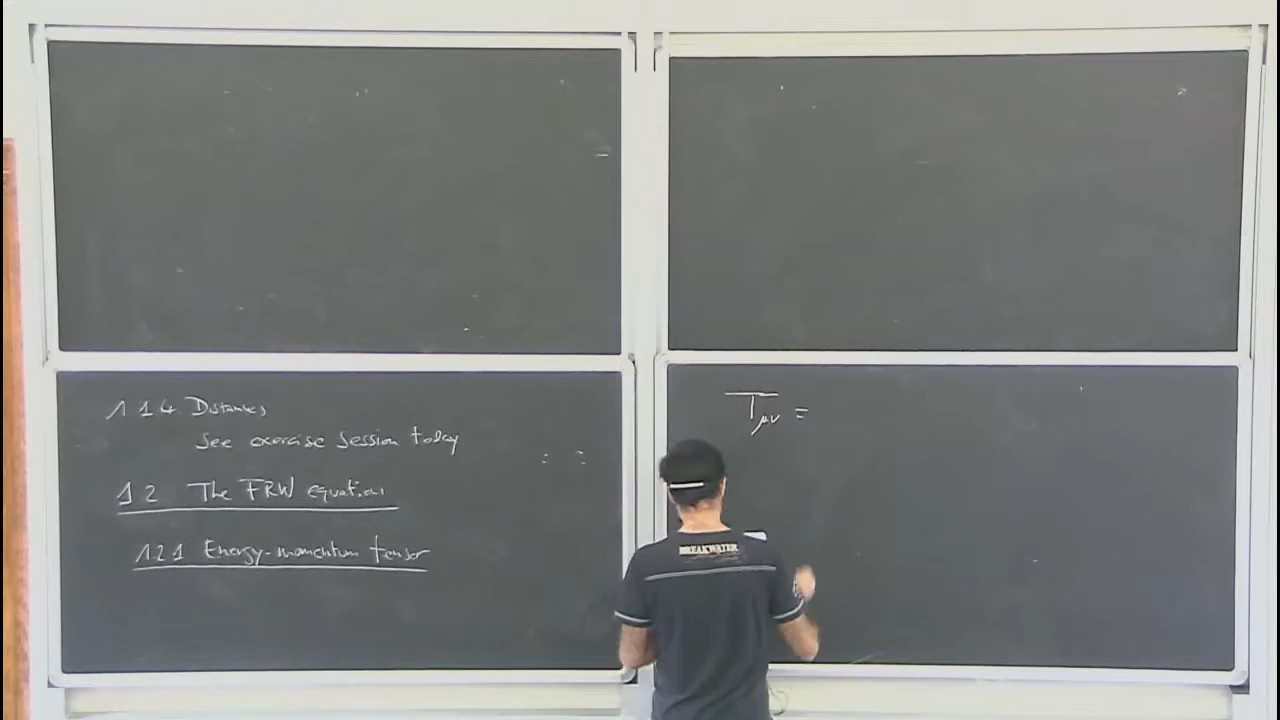 1 1 4 Distances
See exercise session today
1 2 The FRW equations
1 2 1 Energy-momentum tensor
T_μν =
BREAKWATER